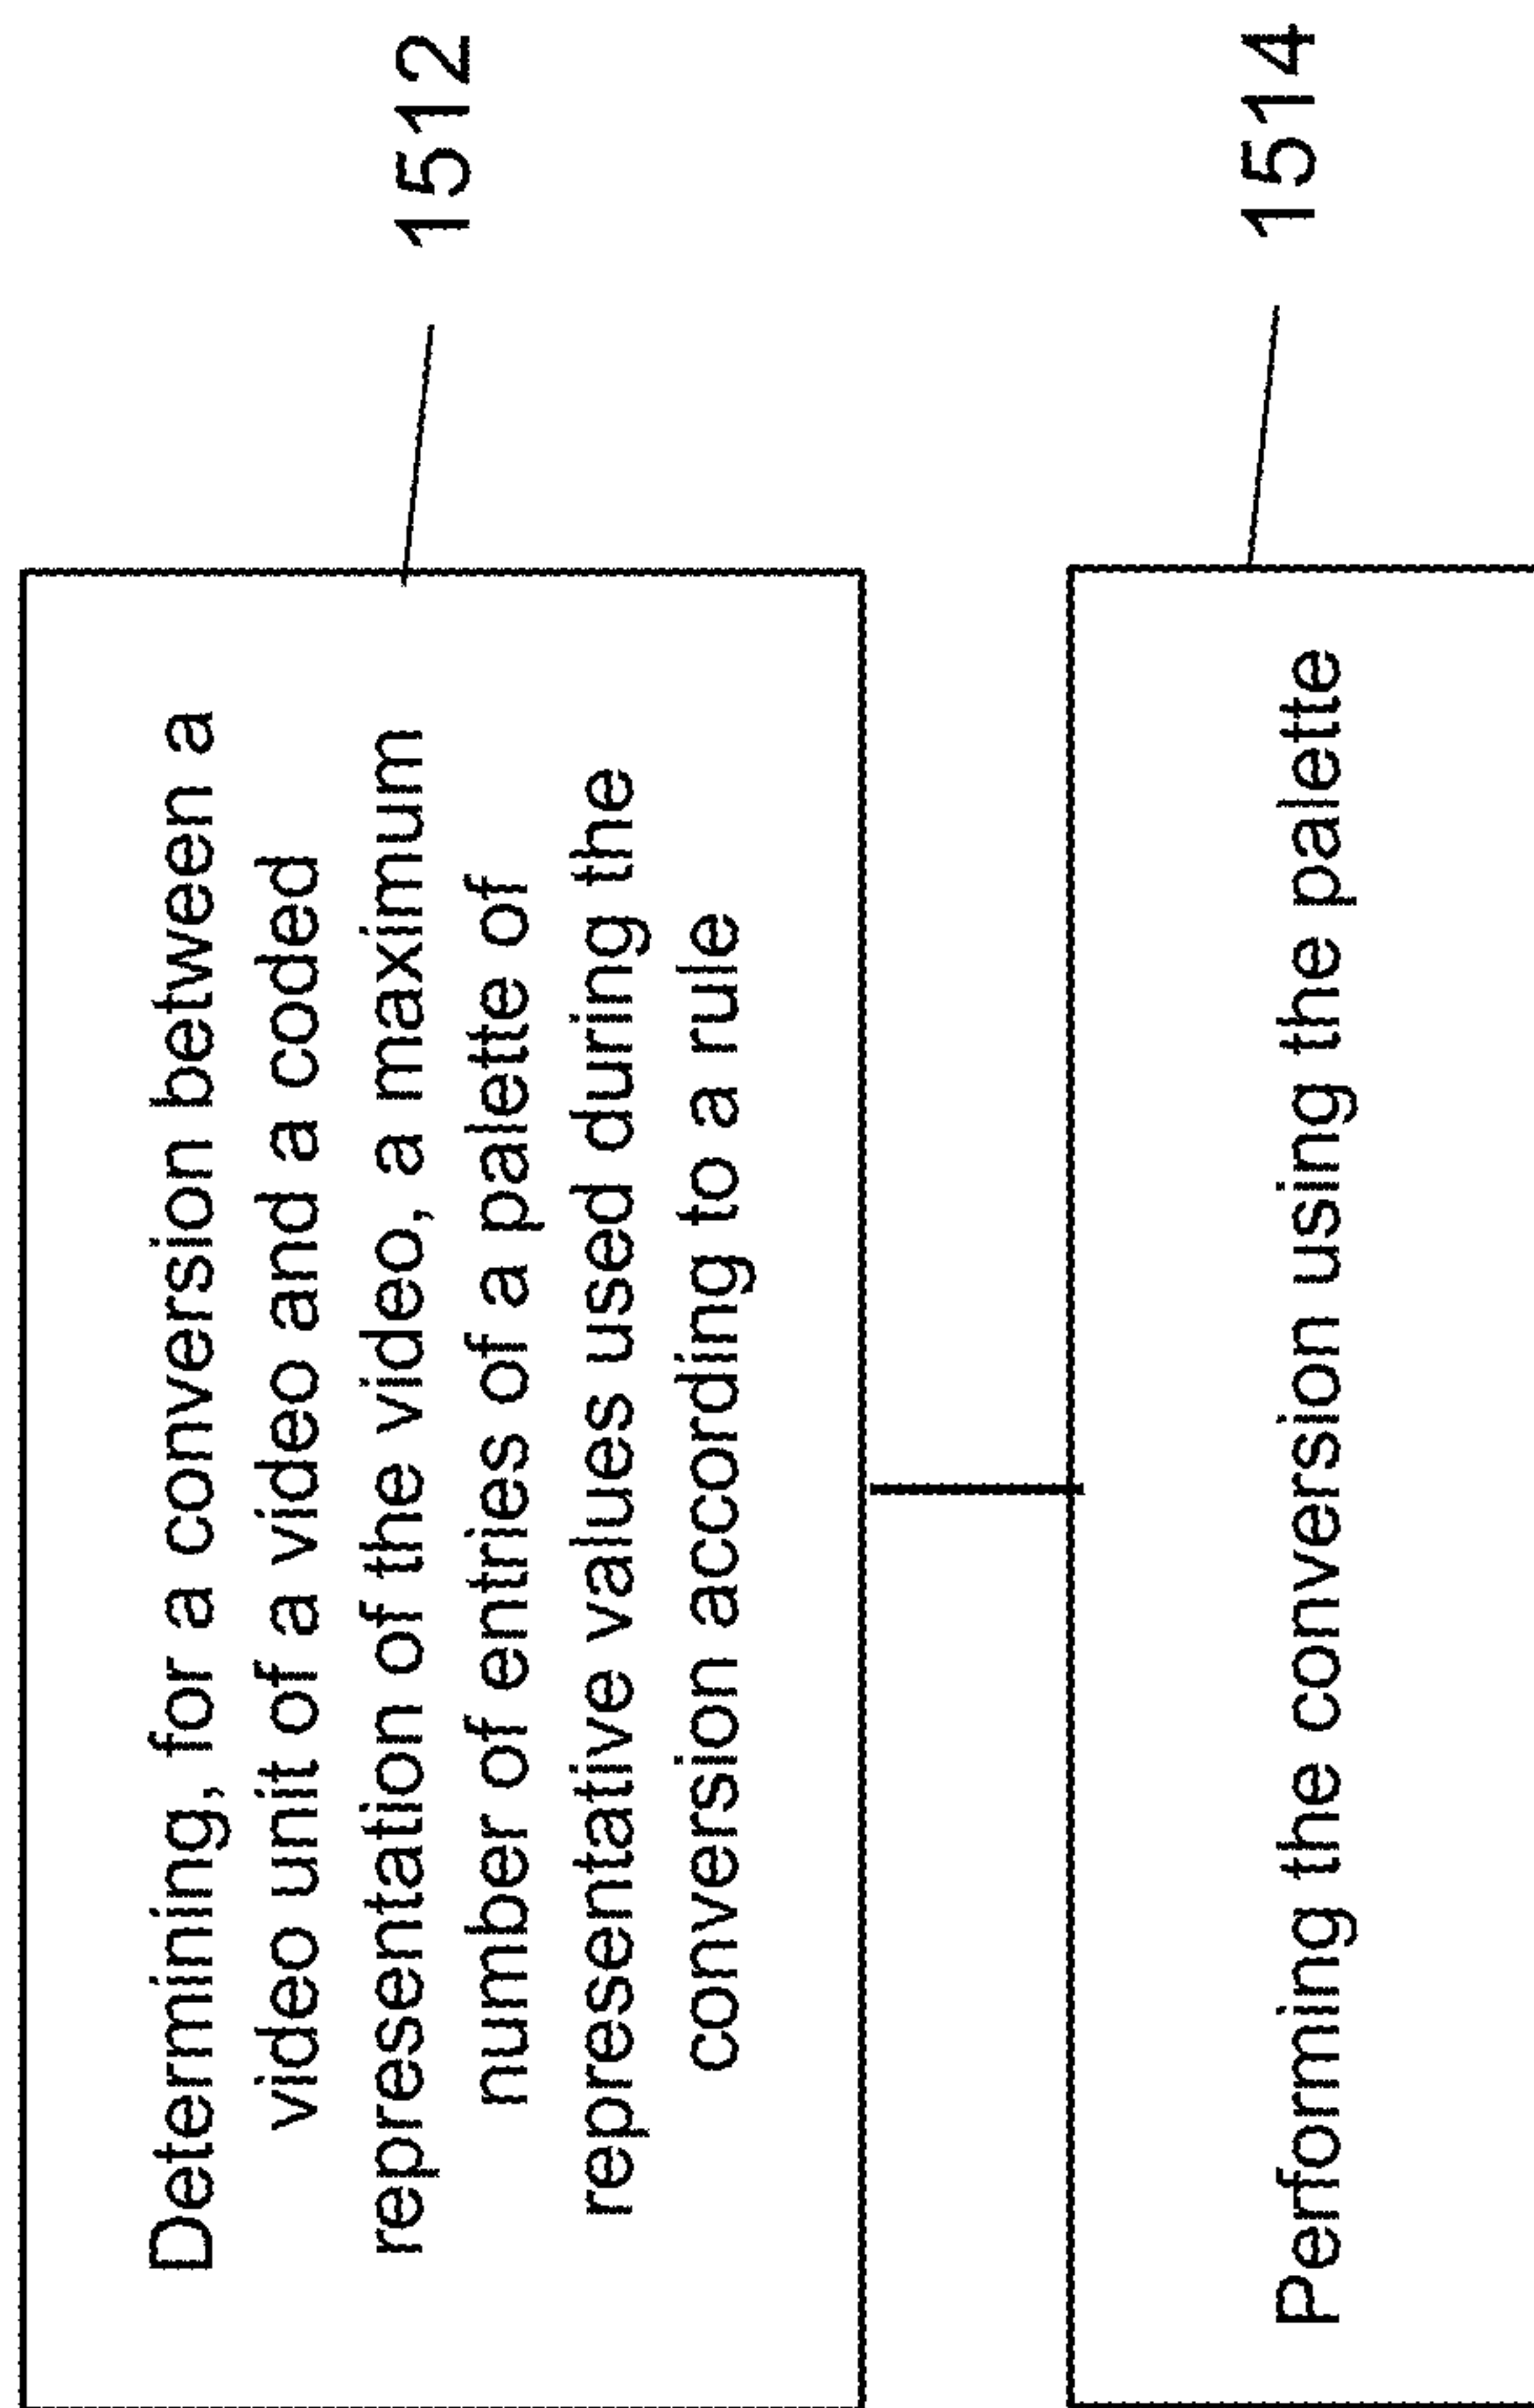 Determining, for a conversion between a
video unit of a video and a coded
representation of the video, a maximum
number of entries of a palette of
representative values used during the
conversion according to a rule
1512
Performing the conversion using the palette
1514